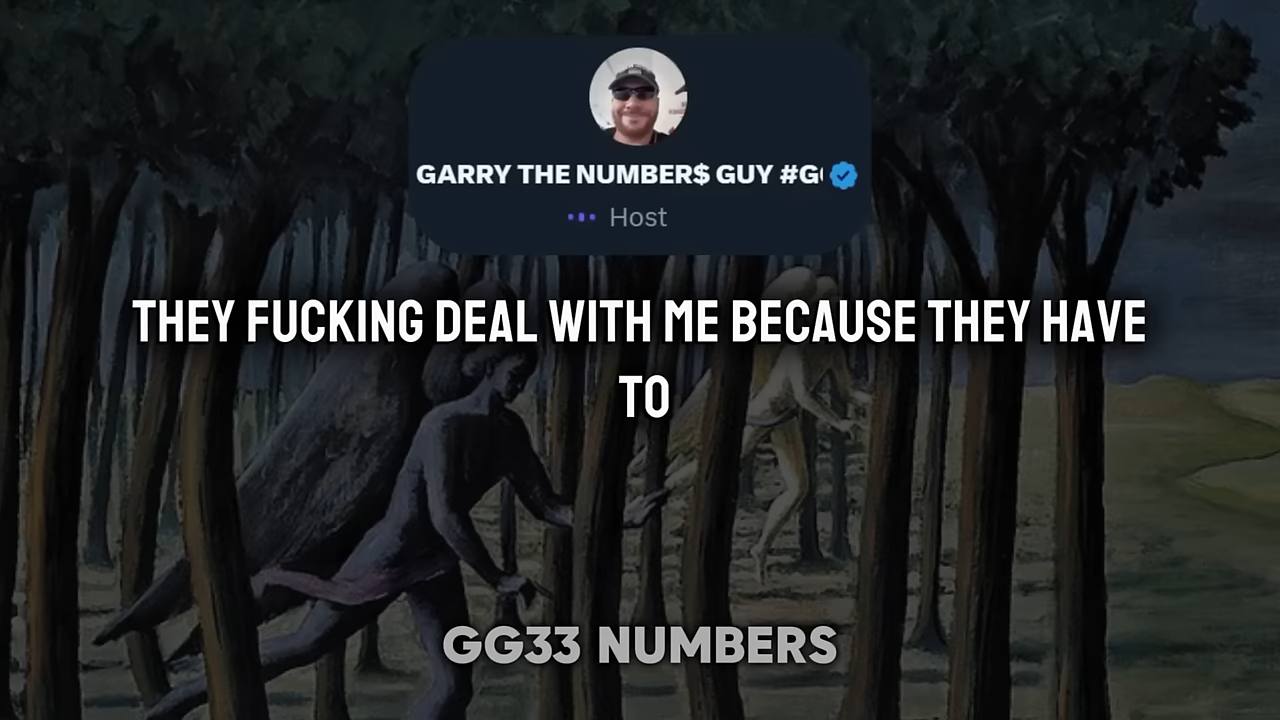 GARRY THE NUMBER$ GUY #G
Host
THEY FUCKING DEAL WITH ME BECAUSE THEY HAVE
TO
GG33 NUMBERS